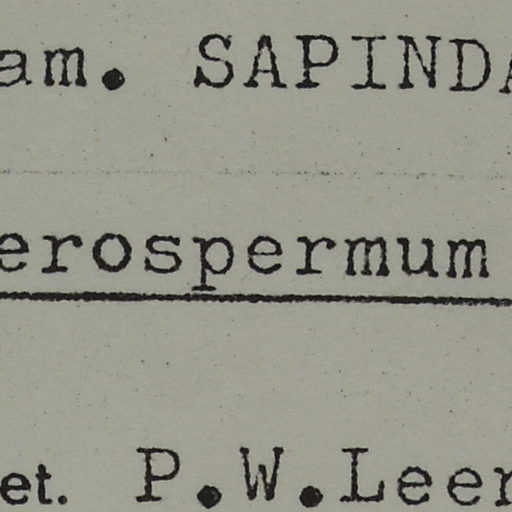 am. SAPINDA
erospermum
et. P.W.Leen